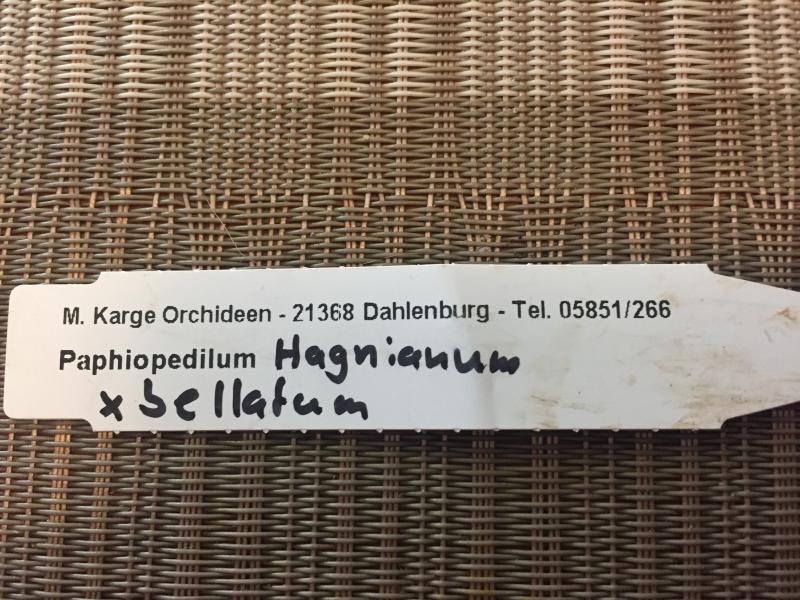 M. Karge Orchideen - 21368 Dahlenburg - Tel. 05851/266
Paphiopedilum Hagnianum
x bellatum